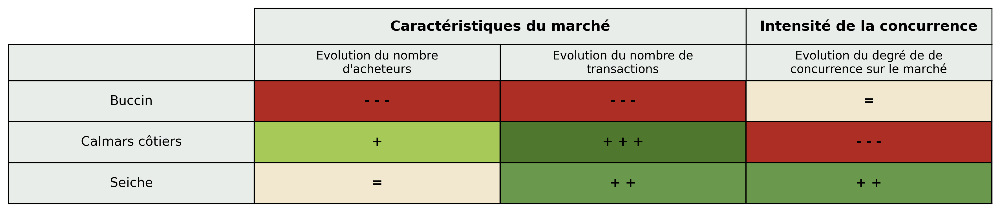 Caractéristiques du marché
Intensité de la concurrence
Evolution du nombre
d'acheteurs
Evolution du nombre de
transactions
Evolution du degré de de
concurrence sur le marché
Buccin
- - -
- - -
=
Calmars côtiers
+
+ + +
- - -
Seiche
=
+ +
+ +